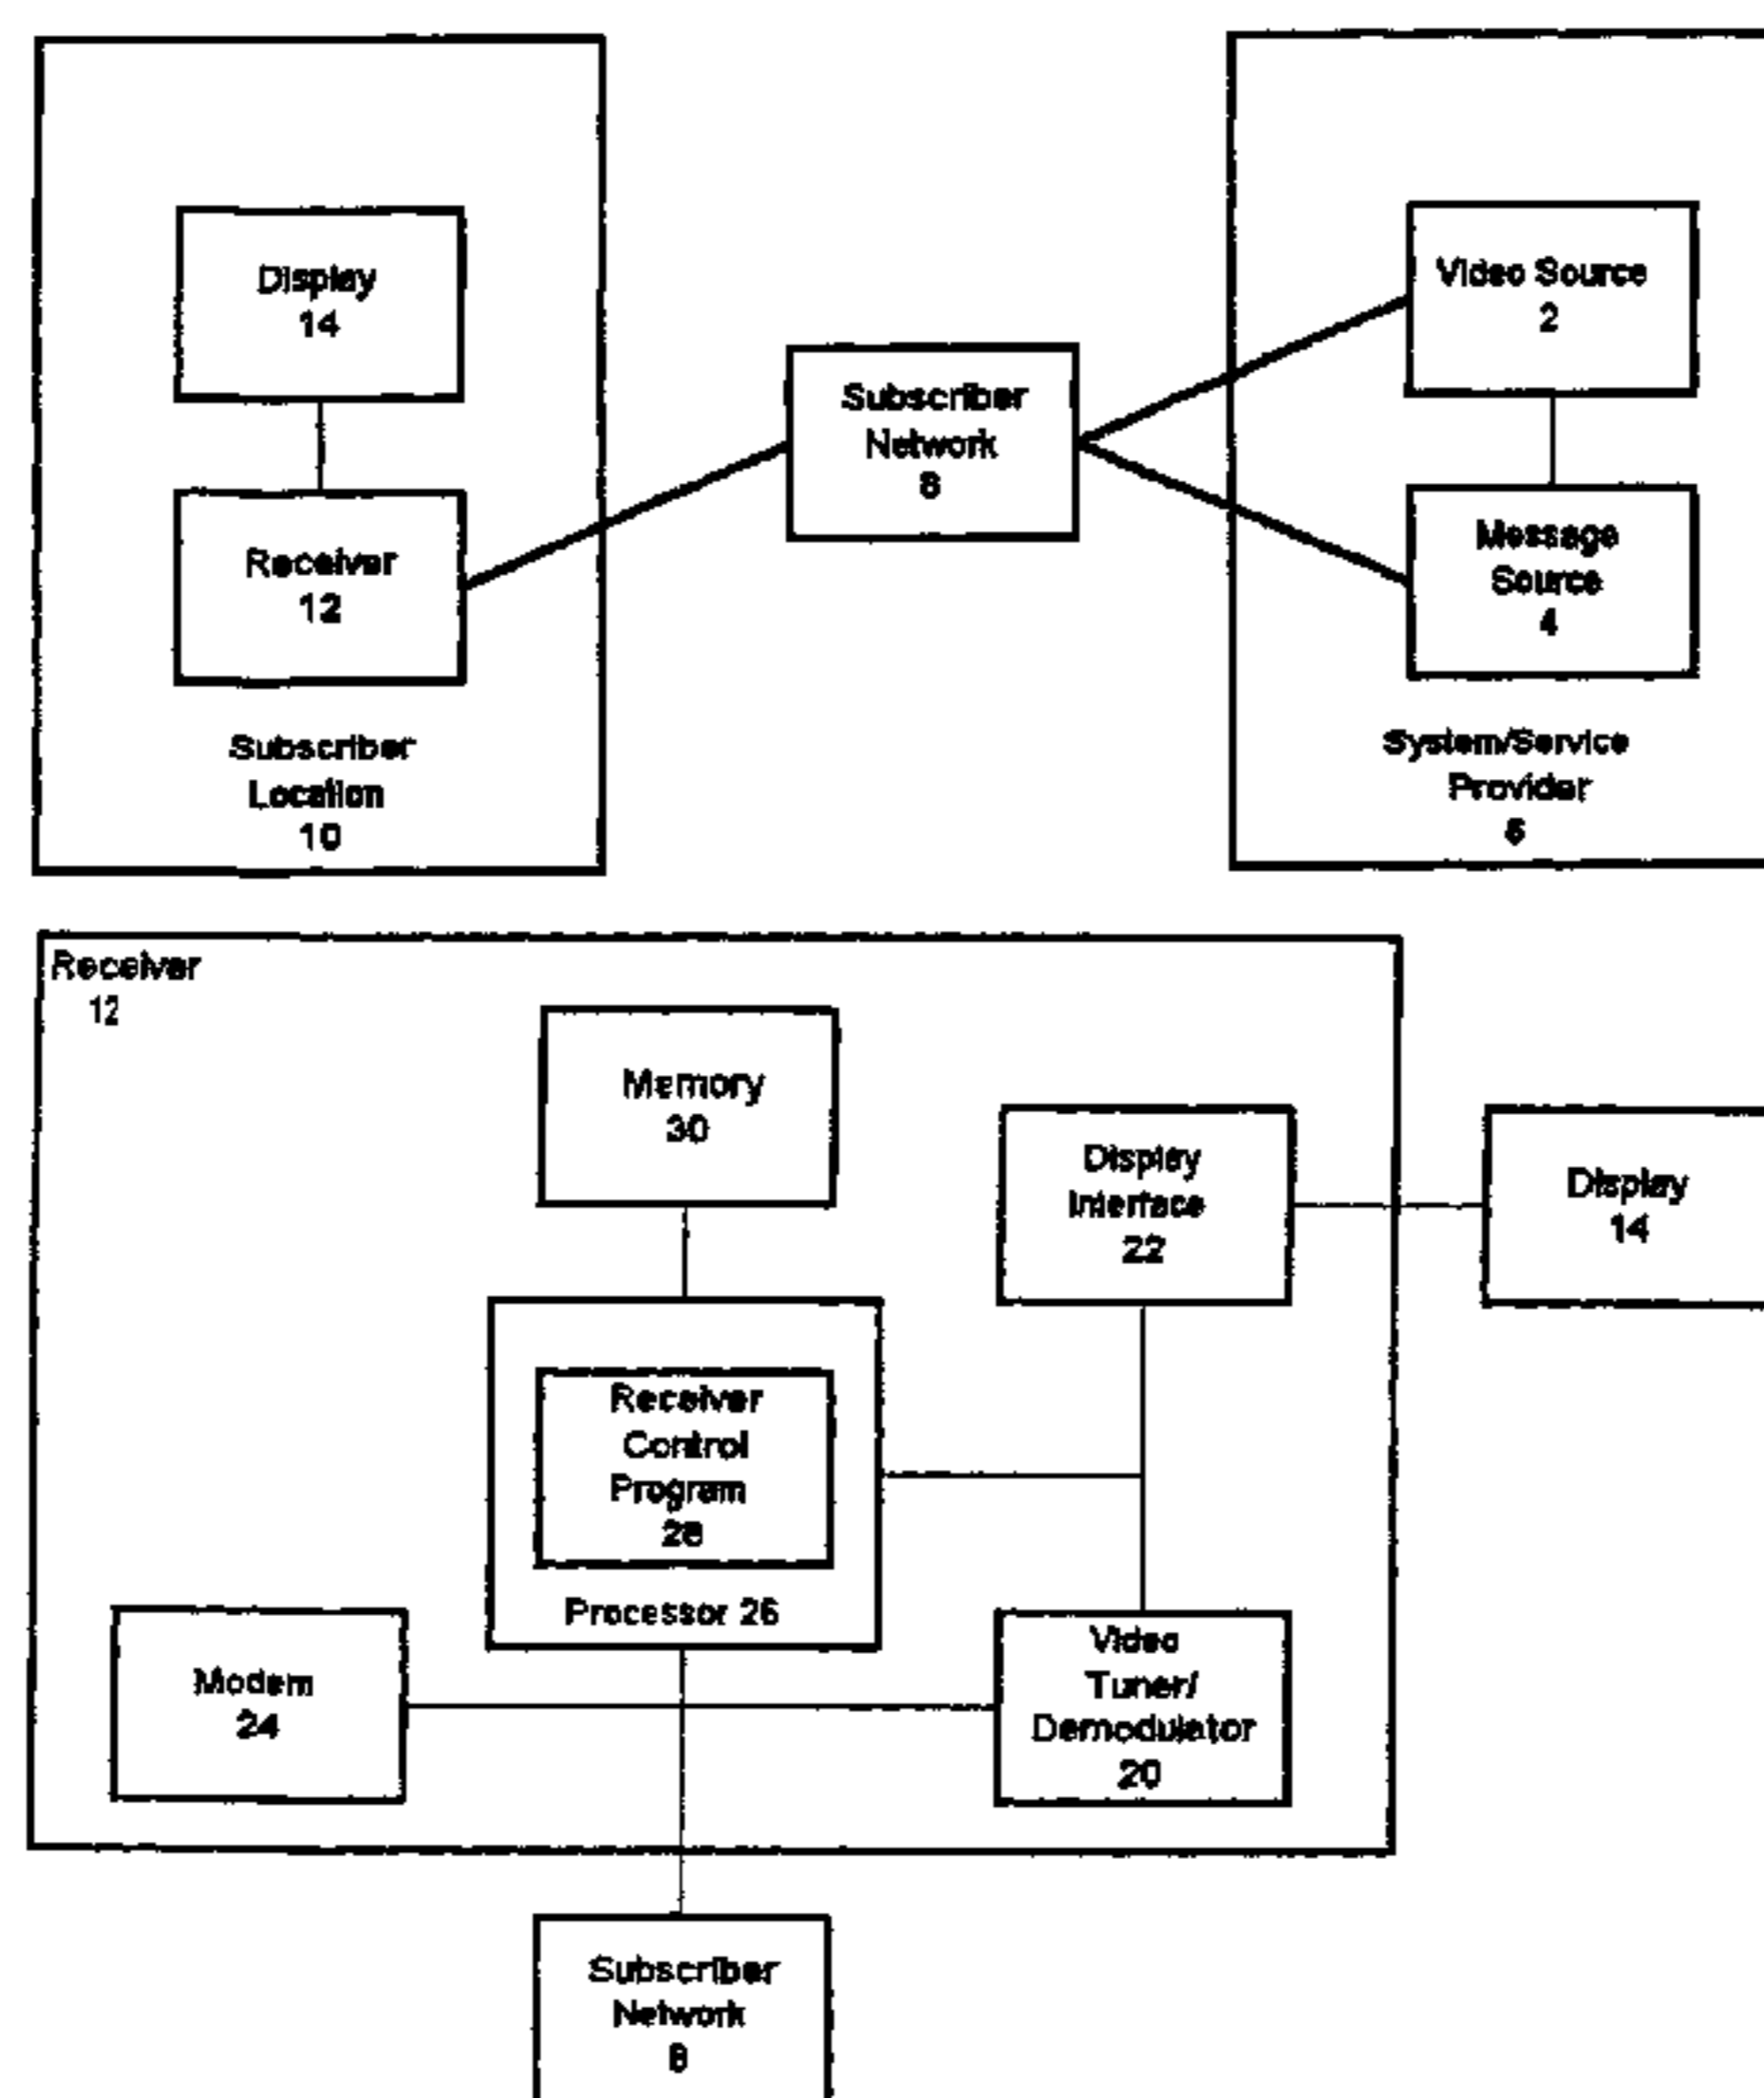 Display
14
Receiver
12
Subscriber
Location
10
Subscriber
Network
8
Video Source
2
Message
Source
4
System/Service
Provider
6
Receiver
12
Memory
30
Display
Interface
22
Display
14
Receiver
Control
Program
28
Processor 26
Modem
24
Video
Tuner/
Demodulator
20
Subscriber
Network
8